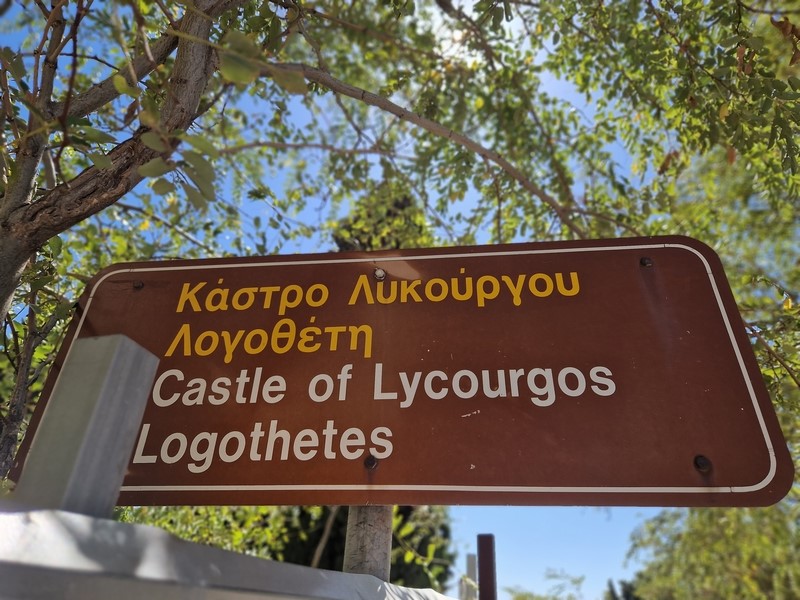 Κάστρο Λυκούργου
Λογοθέτη
Castle of Lycourgos
Logothetes